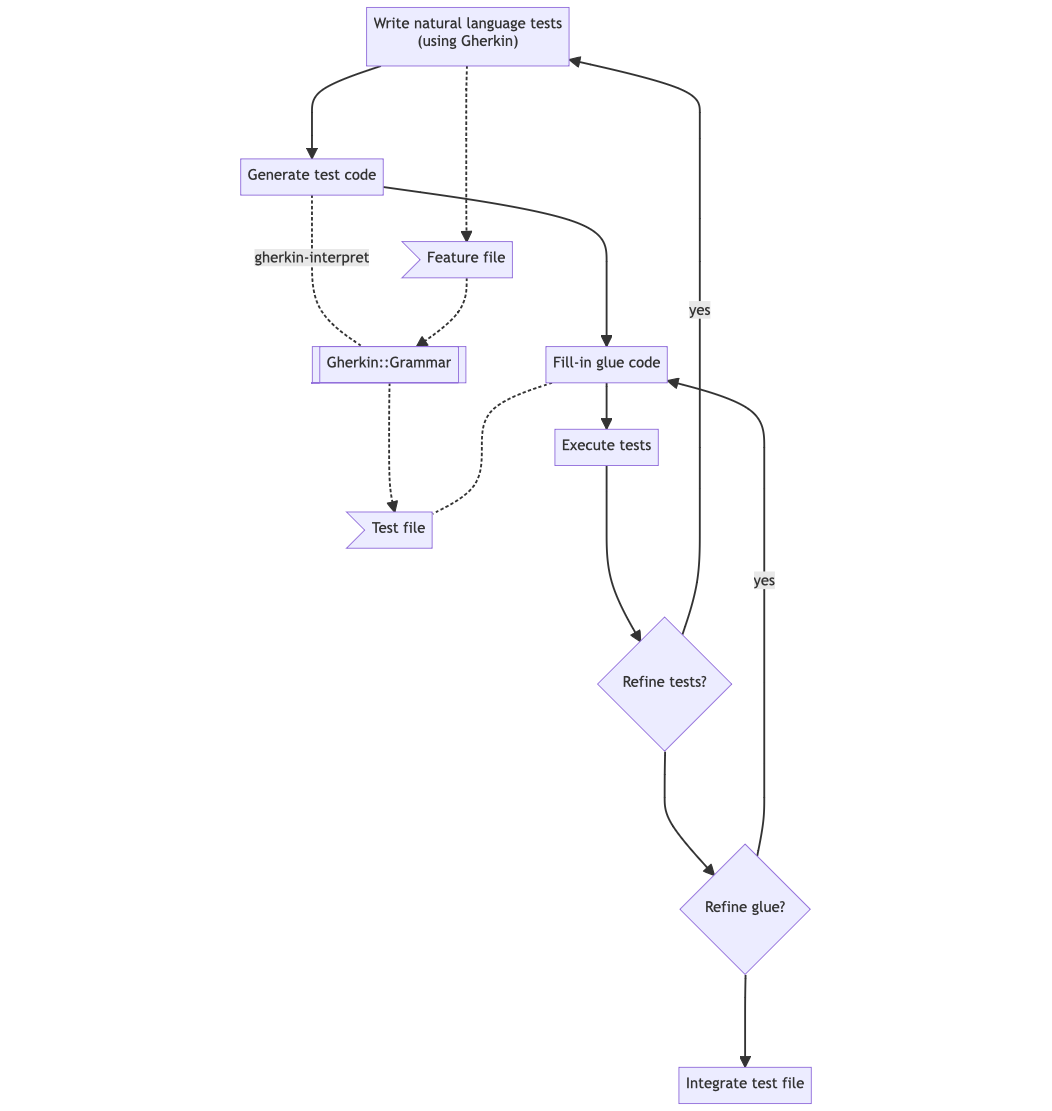 Write natural language tests
(using Gherkin)
Generate test code
gherkin-interpret
Feature file
yes
Gherkin::Grammar
Fill-in glue code
Execute tests
Test file
yes
Refine tests?
Refine glue?
Integrate test file